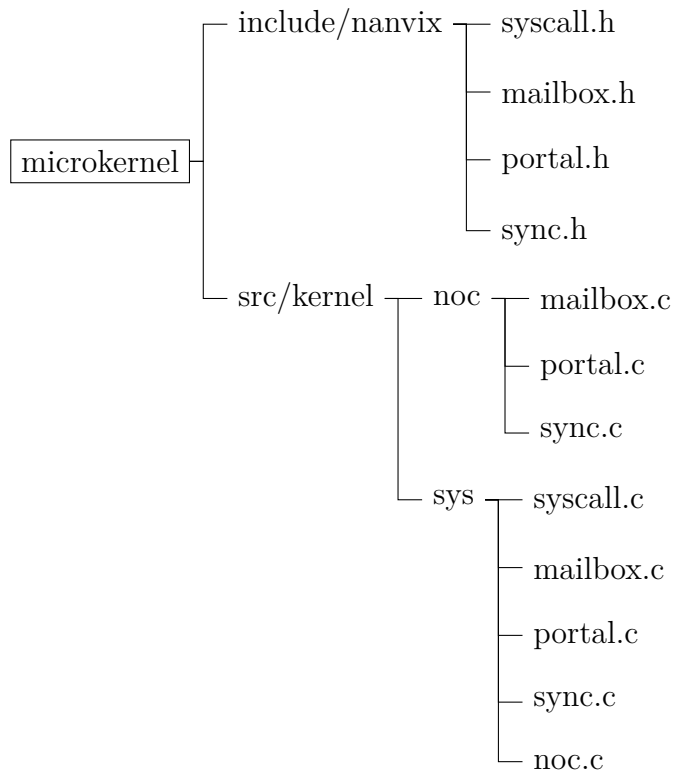 include/nanvix
syscall.h
mailbox.h
microkernel
portal.h
sync.h
src/kernel
noc
mailbox.c
portal.c
sync.c
sys
syscall.c
mailbox.c
portal.c
sync.c
noc.c